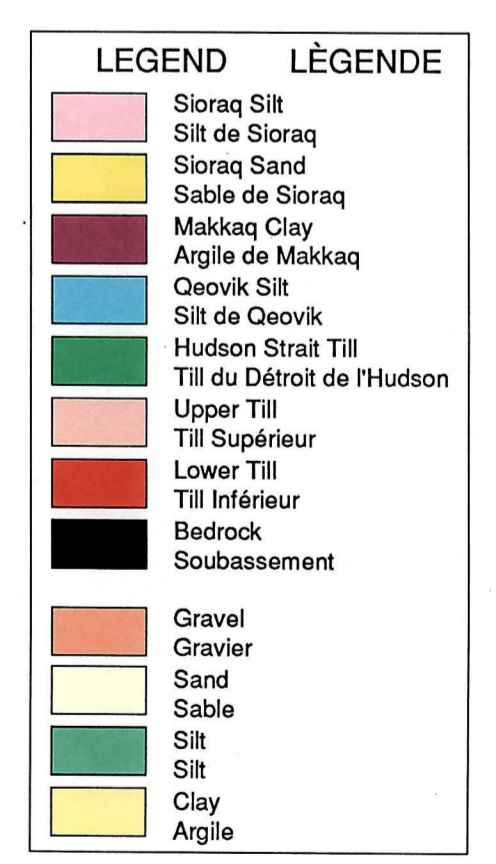 LEGEND LÈGENDE
Sioraq Silt
Silt de Sioraq
Sioraq Sand
Sable de Sioraq
Makkaq Clay
Argile de Makkaq
Qeovik Silt
Silt de Qeovik
Hudson Strait Till
Till du Détroit de l'Hudson
Upper Till
Till Supérieur
Lower Till
Till Inférieur
Bedrock
Soubassement
Gravel
Gravier
Sand
Sable
Silt
Silt
Clay
Argile